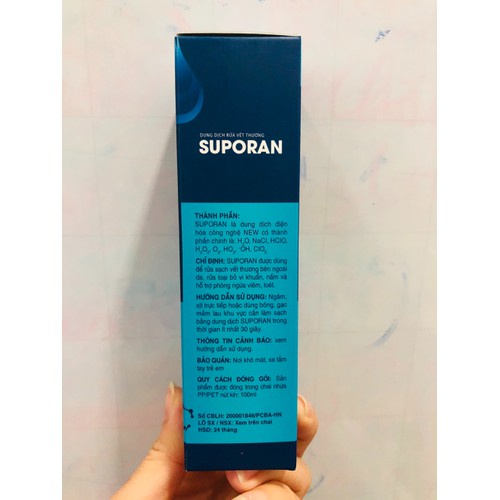 DUNG DỊCH RỬA VẾT THƯƠNG
SUPORAN
THÀNH PHẦN:
SUPORAN là dung dịch điện
hóa công nghệ NEW có thành
phần chính là: H₂O, NaCl, HClO,
H₂O₂, O₃, HO₂, ·OH, ClO₂
CHỈ ĐỊNH: SUPORAN được dùng
để rửa sạch vết thương bên ngoài
da, rửa loại bỏ vi khuẩn, nấm và
hỗ trợ phòng ngừa viêm, loét.
HƯỚNG DẪN SỬ DỤNG: Ngâm,
xịt trực tiếp hoặc dùng bông, gạc
mềm lau khu vực cần làm sạch
bằng dung dịch SUPORAN trong
thời gian ít nhất 30 giây.
THÔNG TIN CẢNH BÁO: xem
hướng dẫn sử dụng.
BẢO QUẢN: Nơi khô mát, xa tầm
tay trẻ em
QUY CÁCH ĐÓNG GÓI: Sản
phẩm được đóng trong chai nhựa
PP/PET nút kín: 100ml
Số CBLH: 200001846/PCBA-HN
LÔ SX / NSX: Xem trên chai
HSD: 24 tháng